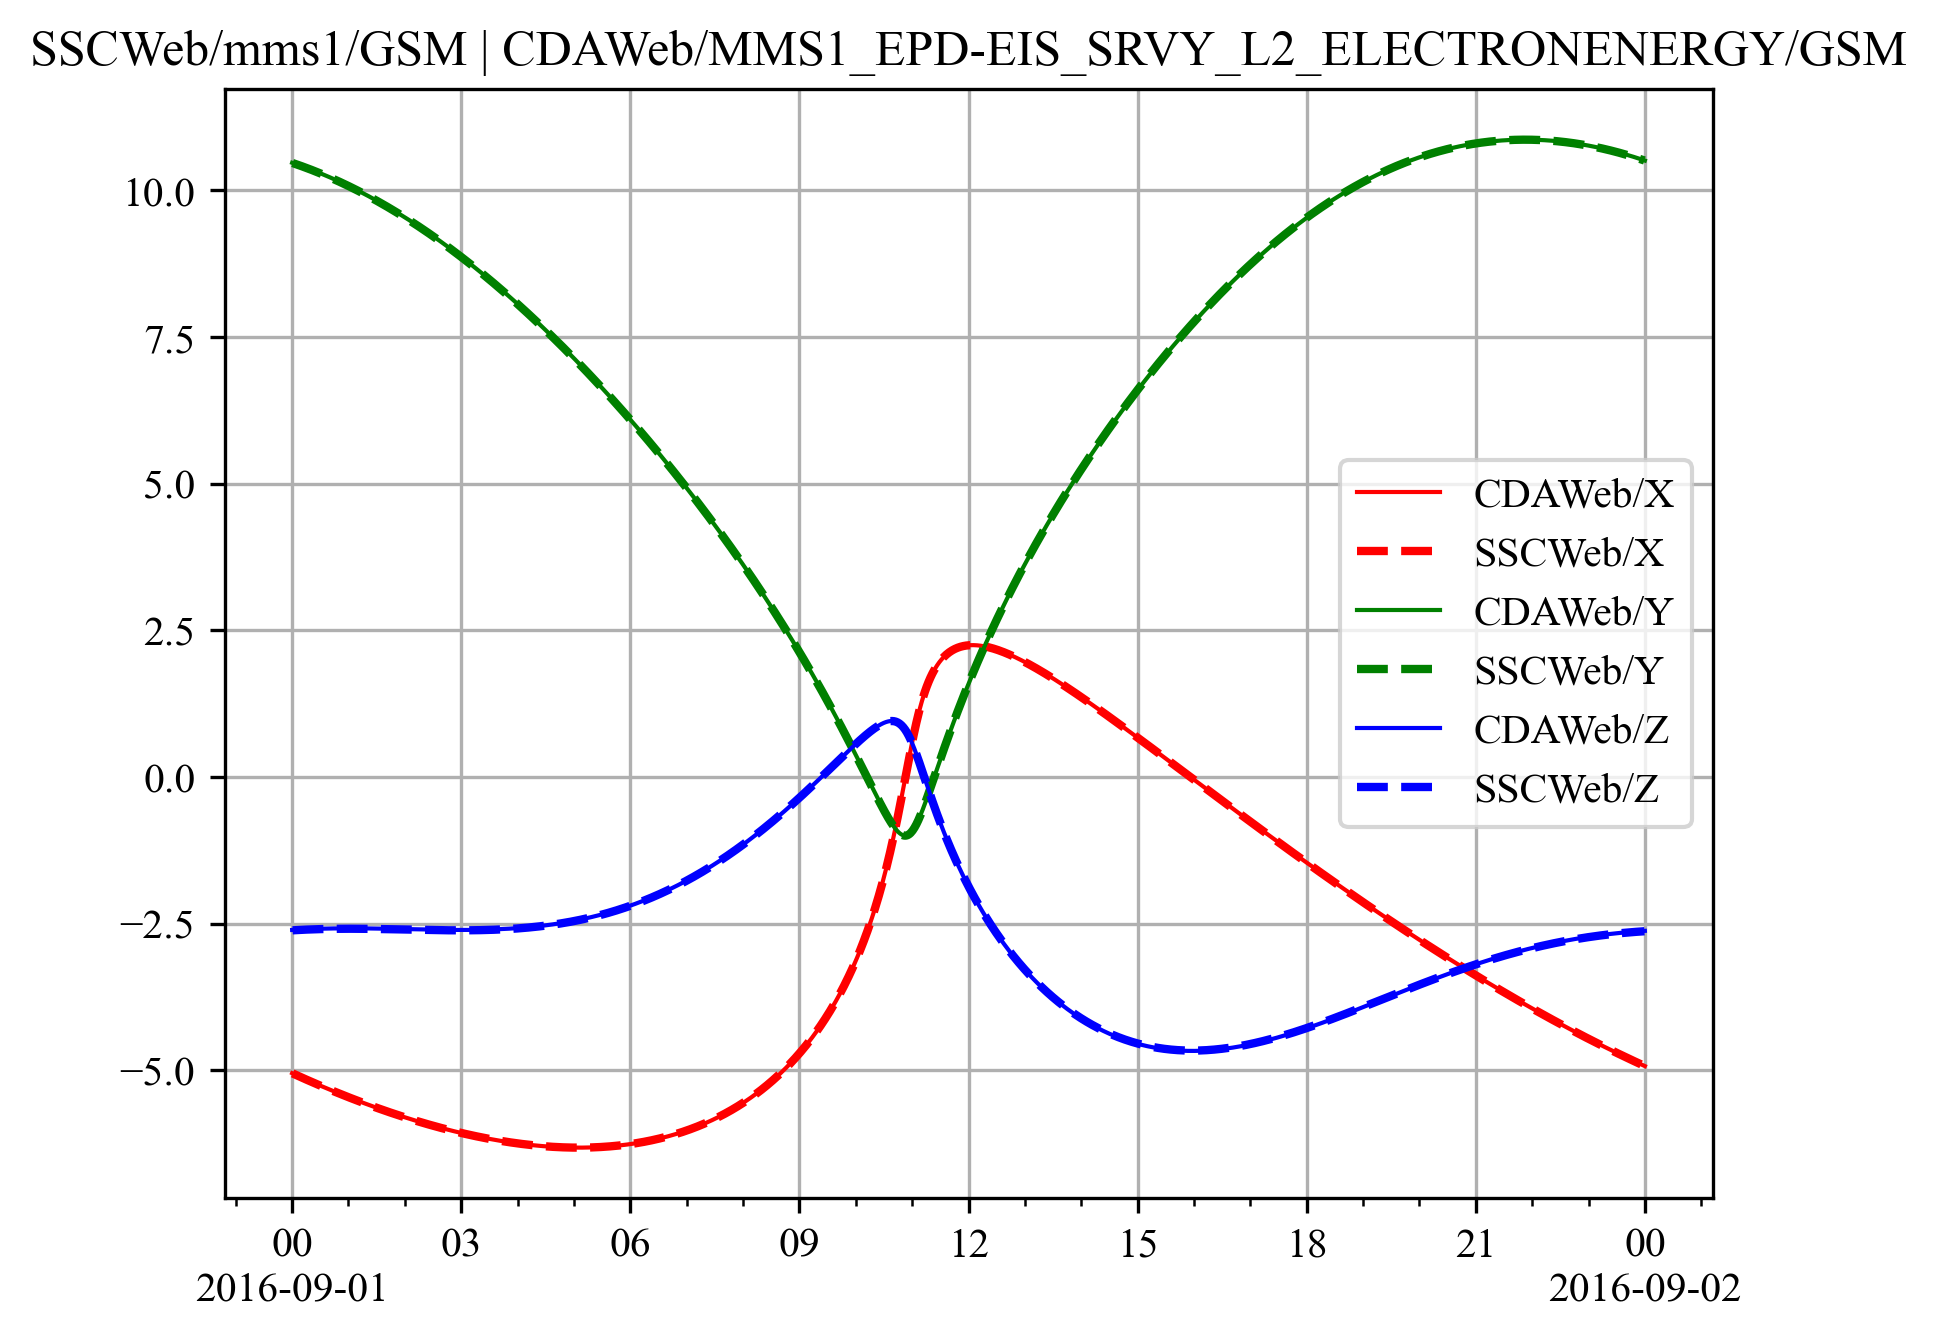 SSCWeb/mms1/GSM | CDAWeb/MMS1_EPD-EIS_SRVY_L2_ELECTRONENERGY/GSM
10.0
7.5
5.0
2.5
0.0
−2.5
−5.0
CDAWeb/X
SSCWeb/X
CDAWeb/Y
SSCWeb/Y
CDAWeb/Z
SSCWeb/Z
00 03 06 09 12 15 18 21 00
2016-09-01 2016-09-02